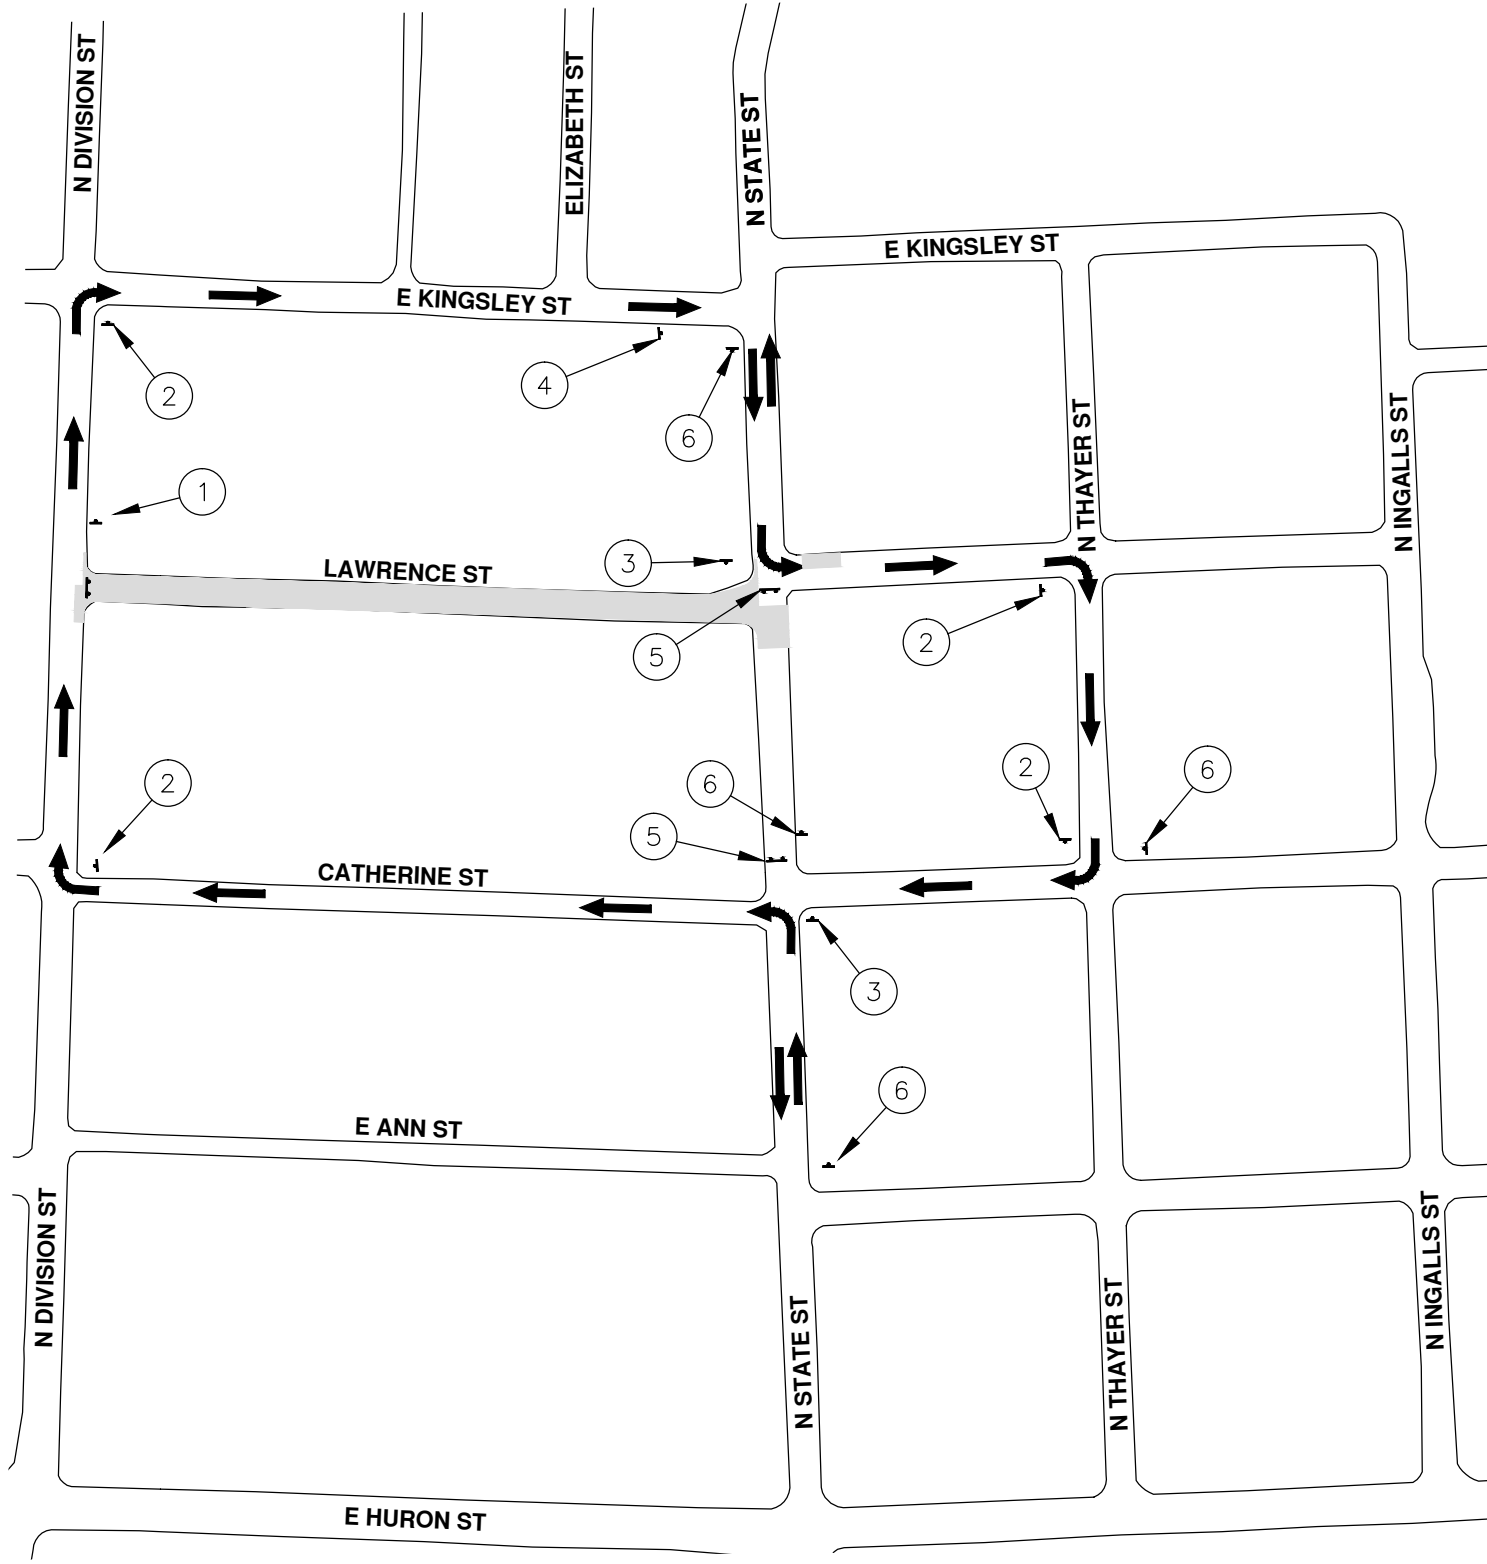 N DIVISION ST
ELIZABETH ST
N STATE ST
E KINGSLEY ST
E KINGSLEY ST
2
4
6
N THAYER ST
N INGALLS ST
1
3
LAWRENCE ST
2
5
2
6
2
6
5
CATHERINE ST
3
6
E ANN ST
N DIVISION ST
N STATE ST
N THAYER ST
N INGALLS ST
E HURON ST